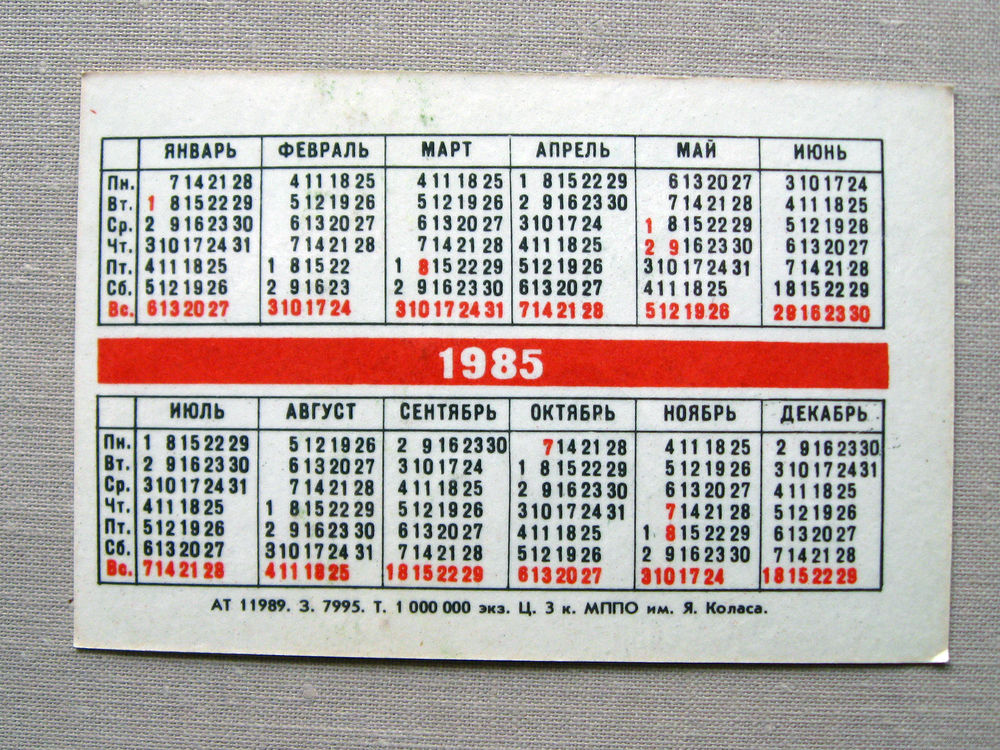 ЯНВАРЬ ФЕВРАЛЬ МАРТ АПРЕЛЬ МАЙ ИЮНЬ
Пн. 7 14 21 28 4 11 18 25 4 11 18 25 1 8 15 22 29 6 13 20 27 3 10 17 24
Вт. 1 8 15 22 29 5 12 19 26 5 12 19 26 2 9 16 23 30 7 14 21 28 4 11 18 25
Ср. 2 9 16 23 30 6 13 20 27 6 13 20 27 3 10 17 24 1 8 15 22 29 5 12 19 26
Чт. 3 10 17 24 31 7 14 21 28 7 14 21 28 4 11 18 25 2 9 16 23 30 6 13 20 27
Пт. 4 11 18 25 1 8 15 22 1 8 15 22 29 5 12 19 26 3 10 17 24 31 7 14 21 28
Сб. 5 12 19 26 2 9 16 23 2 9 16 23 30 6 13 20 27 4 11 18 25 1 8 15 22 29
Вс. 6 13 20 27 3 10 17 24 3 10 17 24 31 7 14 21 28 5 12 19 26 2 9 16 23 30
1985
ИЮЛЬ АВГУСТ СЕНТЯБРЬ ОКТЯБРЬ НОЯБРЬ ДЕКАБРЬ
Пн. 1 8 15 22 29 5 12 19 26 2 9 16 23 30 7 14 21 28 4 11 18 25 2 9 16 23 30
Вт. 2 9 16 23 30 6 13 20 27 3 10 17 24 1 8 15 22 29 5 12 19 26 3 10 17 24 31
Ср. 3 10 17 24 31 7 14 21 28 4 11 18 25 2 9 16 23 30 6 13 20 27 4 11 18 25
Чт. 4 11 18 25 1 8 15 22 29 5 12 19 26 3 10 17 24 31 7 14 21 28 5 12 19 26
Пт. 5 12 19 26 2 9 16 23 30 6 13 20 27 4 11 18 25 1 8 15 22 29 6 13 20 27
Сб. 6 13 20 27 3 10 17 24 31 7 14 21 28 5 12 19 26 2 9 16 23 30 7 14 21 28
Вс. 7 14 21 28 4 11 18 25 1 8 15 22 29 6 13 20 27 3 10 17 24 1 8 15 22 29
АТ 11989. З. 7995. Т. 1 000 000 экз. Ц. 3 к. МППО им. Я. Коласа.